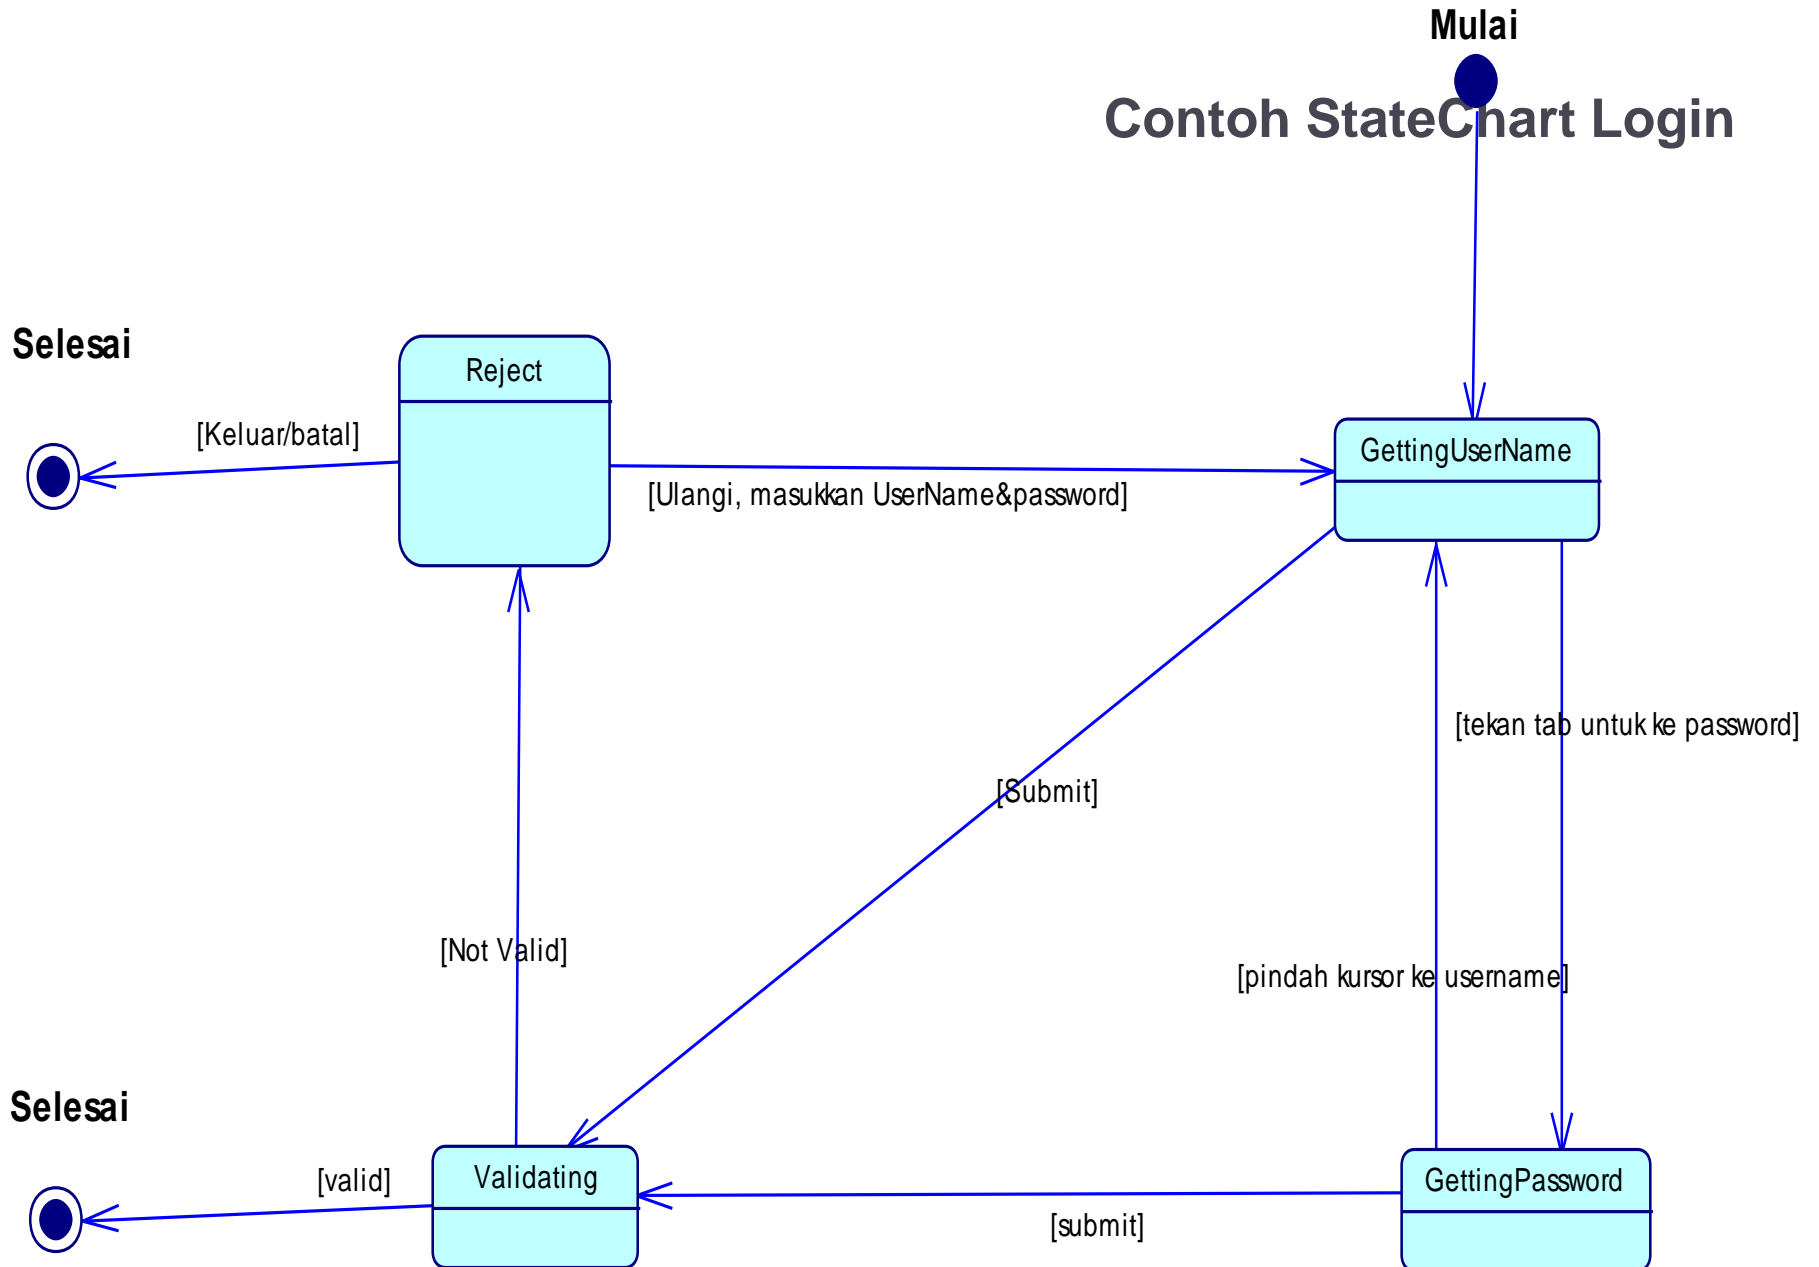 Mulai
Contoh StateChart Login
Selesai
Reject
[Keluar/batal]
GettingUserName
[Ulangi, masukkan UserName&password]
[tekan tab untuk ke password]
[Submit]
[Not Valid]
[pindah kursor ke username]
Selesai
[valid]
Validating
GettingPassword
[submit]